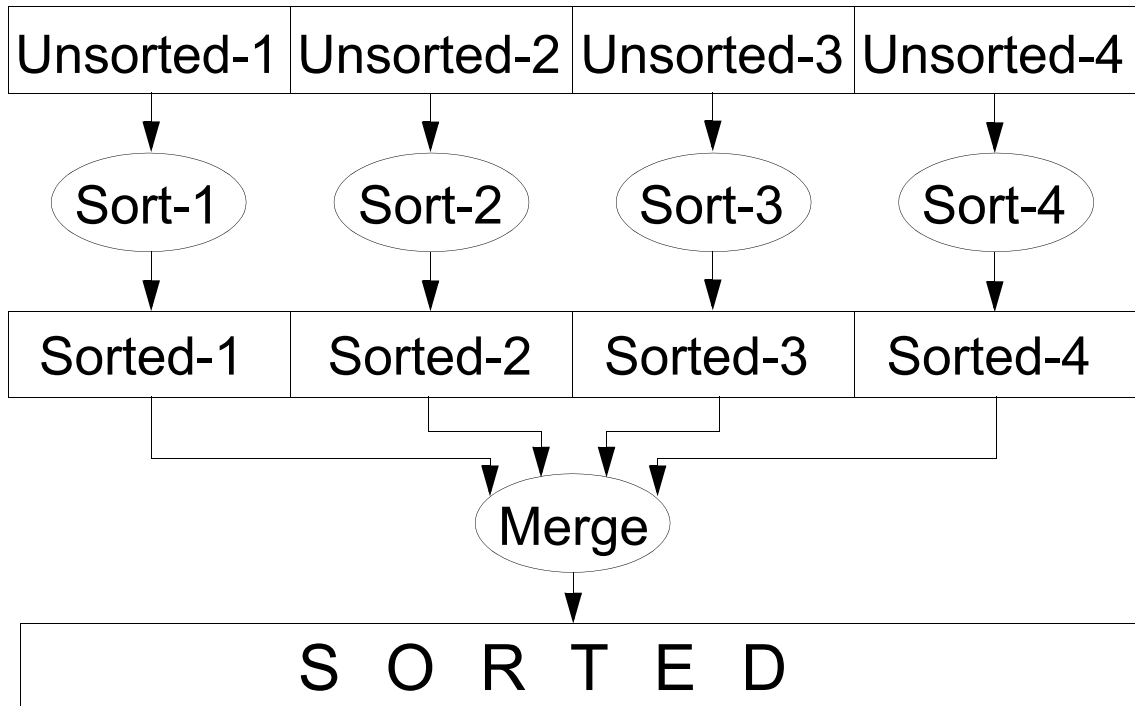 Unsorted-1 Unsorted-2 Unsorted-3 Unsorted-4
Sort-1 Sort-2 Sort-3 Sort-4
Sorted-1 Sorted-2 Sorted-3 Sorted-4
Merge
S O R T E D